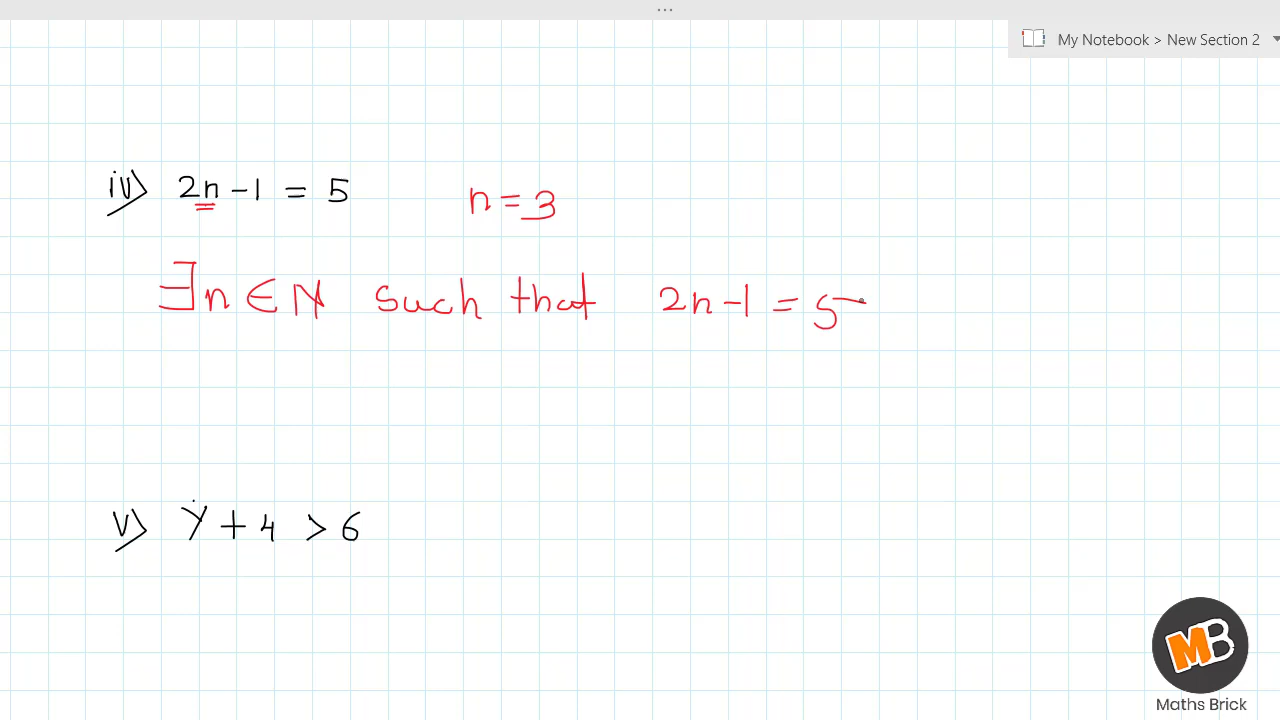 My Notebook > New Section 2
iv) 2n - 1 = 5 n = 3
∃n ∈ N such that 2n - 1 = 5
v) y + 4 > 6
MB
Maths Brick